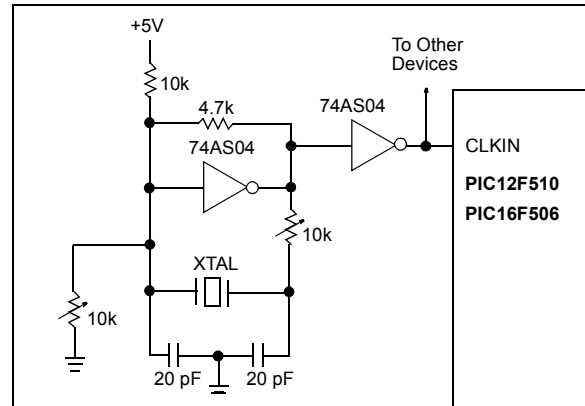 +5V
To Other
Devices
10k
4.7k
74AS04
74AS04
CLKIN
PIC12F510
PIC16F506
10k
XTAL
10k
20 pF
20 pF